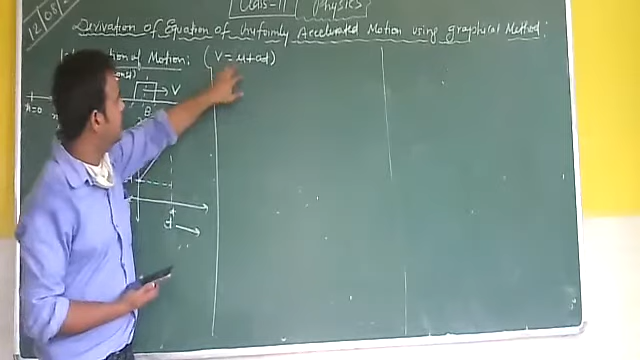 12/08/
Class-11 Physics
Derivation of Equation of Uniformly Accelerated Motion using graphical Method:
of Motion: (v=u+at)
const)
V
x=0
B
t